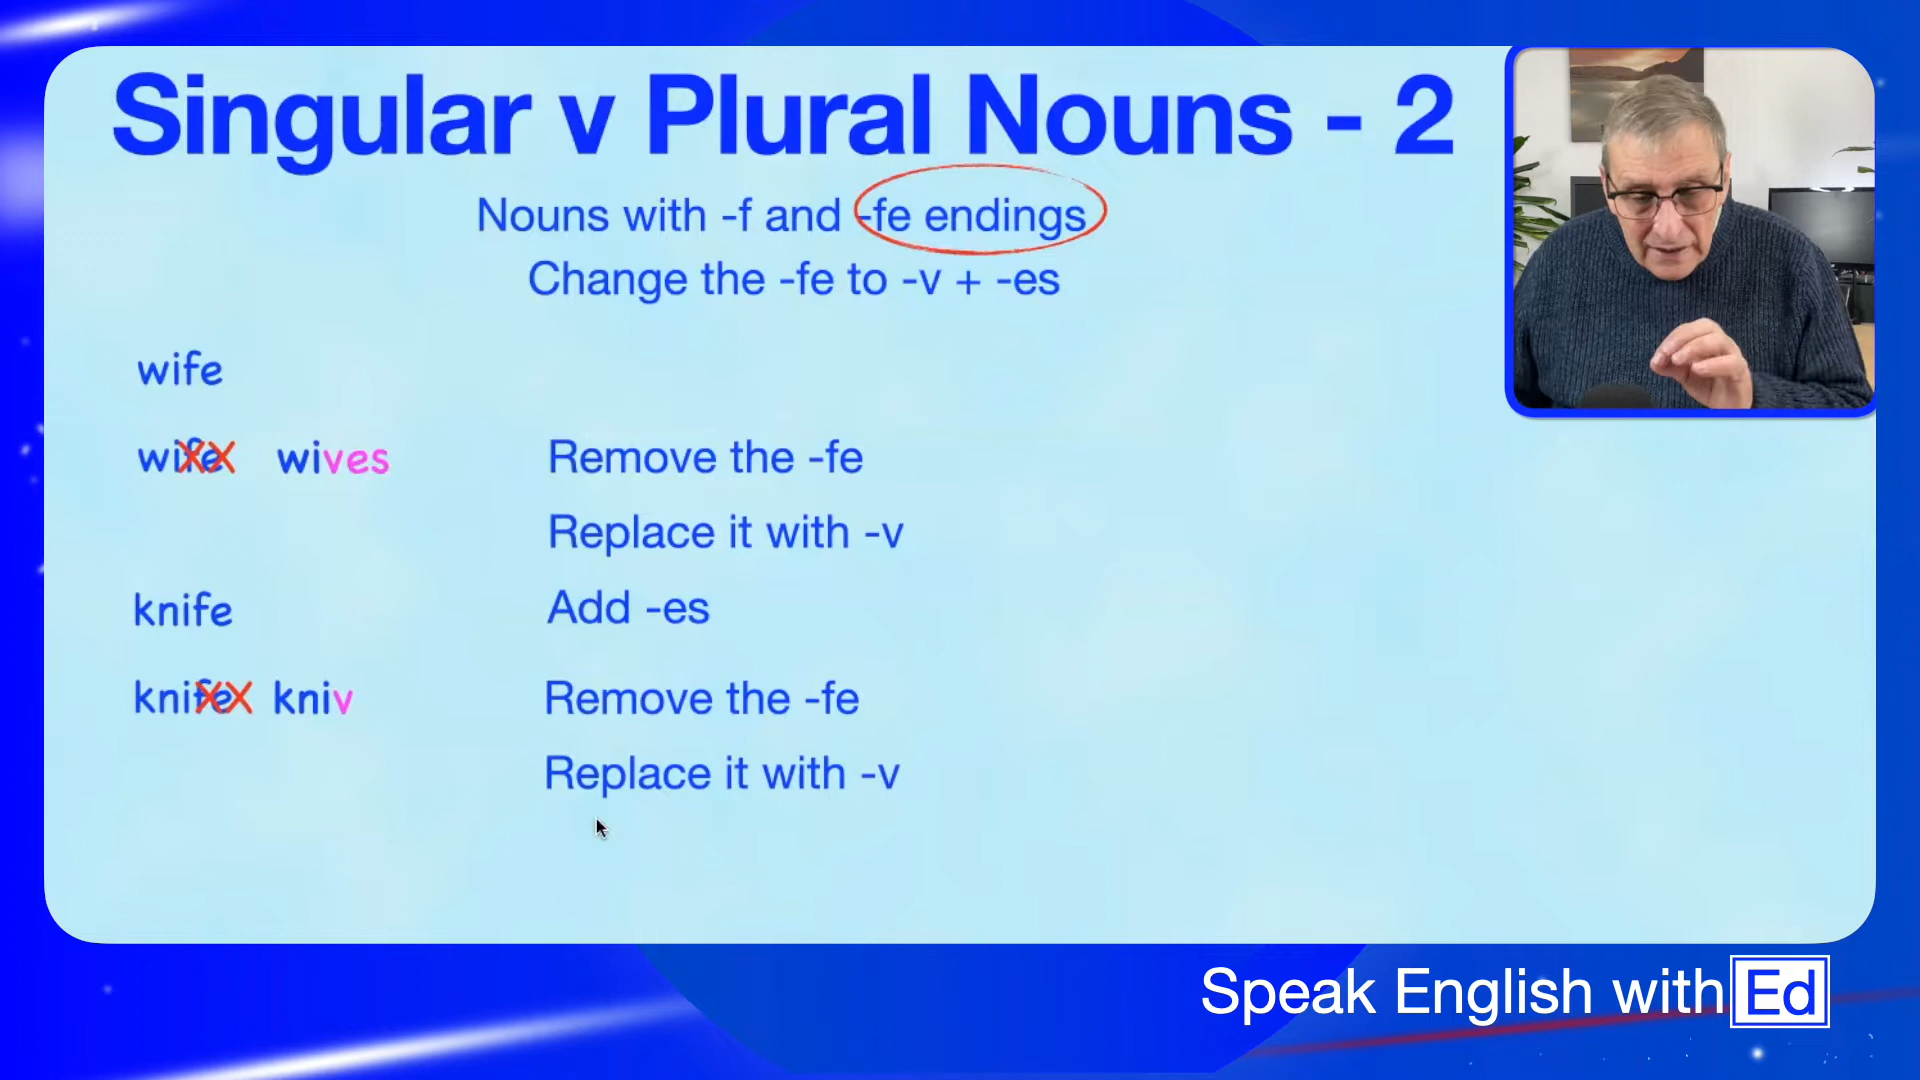 Singular v Plural Nouns - 2
Nouns with -f and -fe endings
Change the -fe to -v + -es
wife
wife wives Remove the -fe
Replace it with -v
knife Add -es
knife kniv Remove the -fe
Replace it with -v
Speak English with Ed